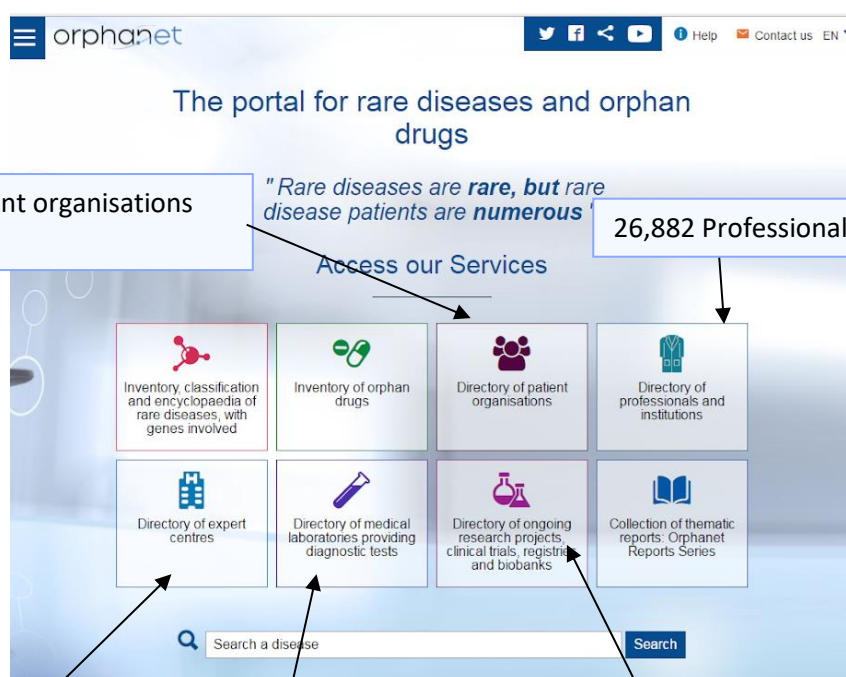 orphanet
Help
Contact us
EN
The portal for rare diseases and orphan
drugs
" Rare diseases are rare, but rare
disease patients are numerous "
nt organisations
26,882 Professional
Access our Services
Inventory, classification
and encyclopaedia of
rare diseases, with
genes involved
Inventory of orphan
drugs
Directory of patient
organisations
Directory of
professionals and
institutions
Directory of expert
centres
Directory of medical
laboratories providing
diagnostic tests
Directory of ongoing
research projects,
clinical trials, registries
and biobanks
Collection of thematic
reports: Orphanet
Reports Series
Search a disease
Search